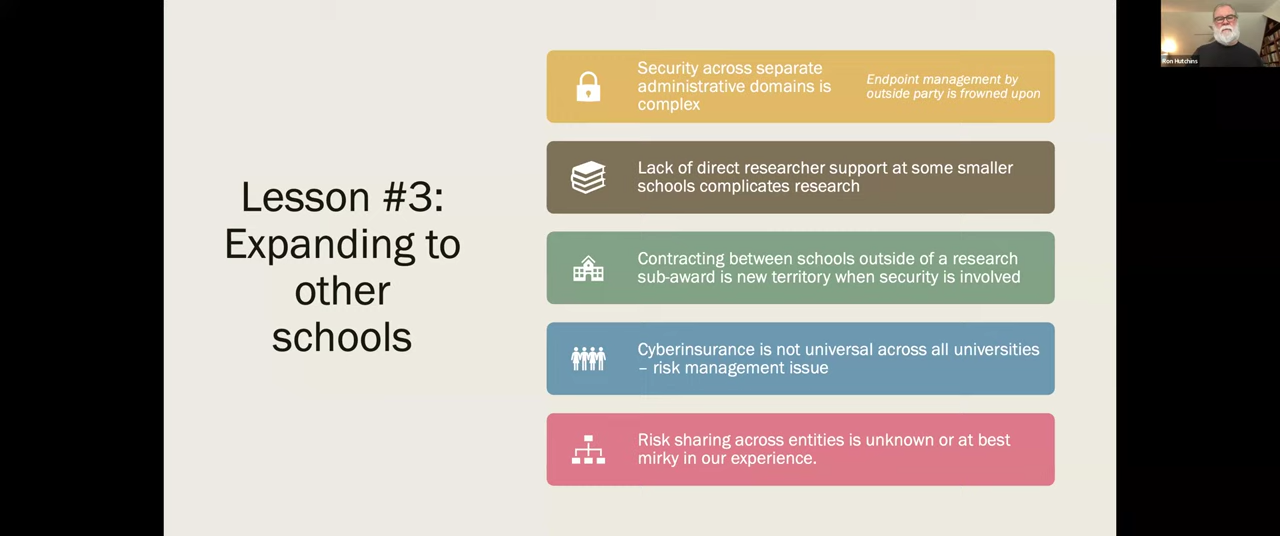 Lesson #3:
Expanding to
other
schools
Security across separate
administrative domains is
complex
Endpoint management by
outside party is frowned upon
Lack of direct researcher support at some smaller
schools complicates research
Contracting between schools outside of a research
sub-award is new territory when security is involved
Cyberinsurance is not universal across all universities
– risk management issue
Risk sharing across entities is unknown or at best
mirky in our experience.
Ron Hutchins